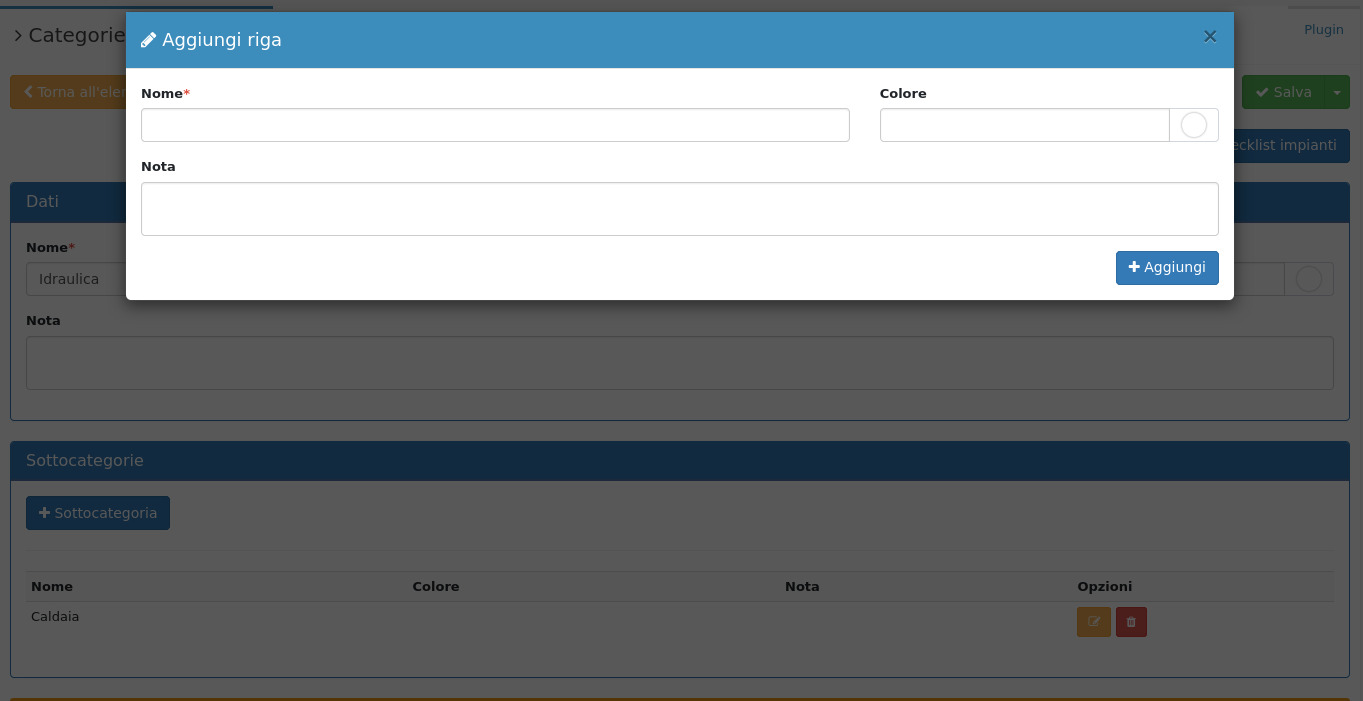 Categorie
Aggiungi riga
×
Plugin
Torna all'elen
Salva
Nome*
Colore
ecklist impianti
Nota
Dati
Nome*
Idraulica
Aggiungi
Nota
Sottocategorie
Sottocategoria
Nome Colore Nota Opzioni
Caldaia